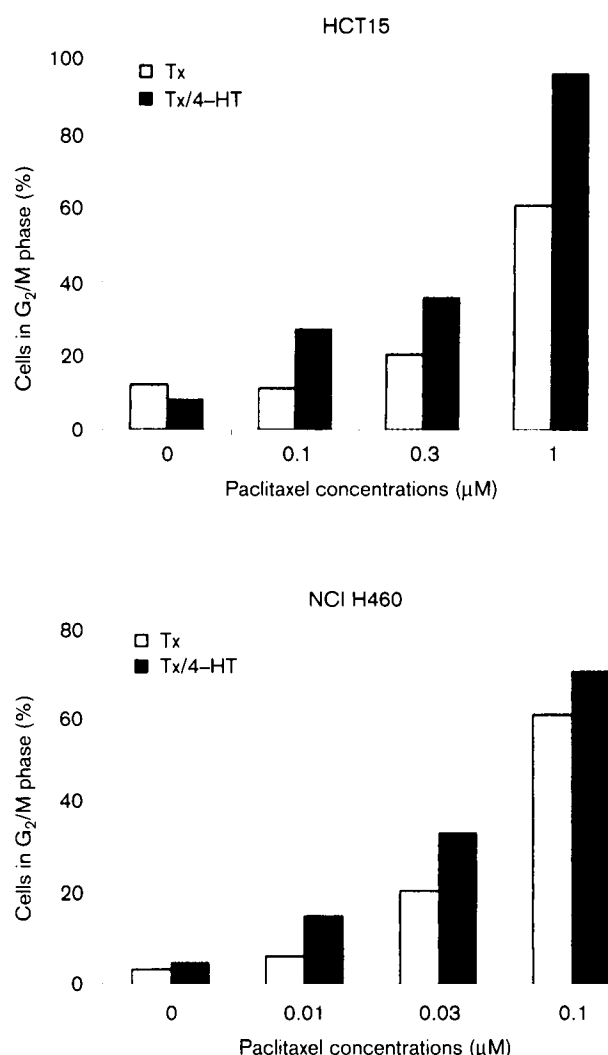 HCT15
Tx
Tx/4–HT
100
80
60
40
20
0
Cells in G₂/M phase (%)
0 0.1 0.3 1
Paclitaxel concentrations (μM)
NCI H460
Tx
Tx/4–HT
80
60
40
20
0
Cells in G₂/M phase (%)
0 0.01 0.03 0.1
Paclitaxel concentrations (μM)